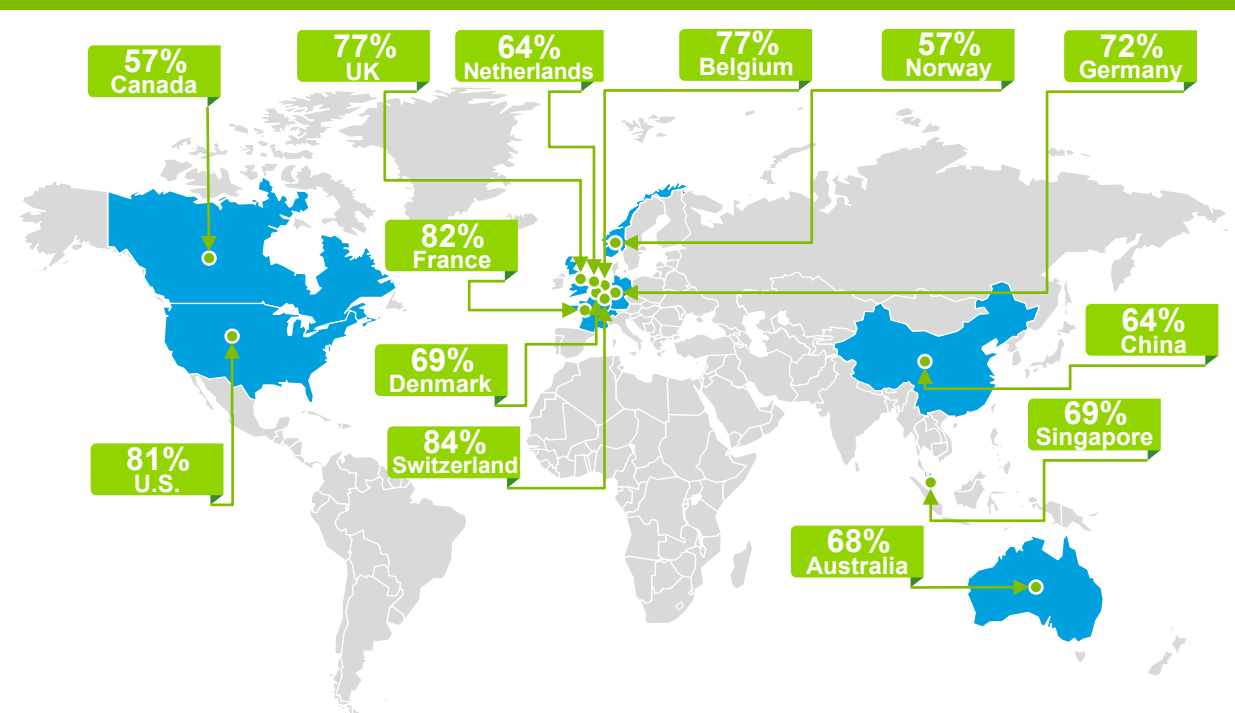 57%
Canada
77%
UK
64%
Netherlands
77%
Belgium
57%
Norway
72%
Germany
82%
France
64%
China
69%
Denmark
69%
Singapore
84%
Switzerland
81%
U.S.
68%
Australia